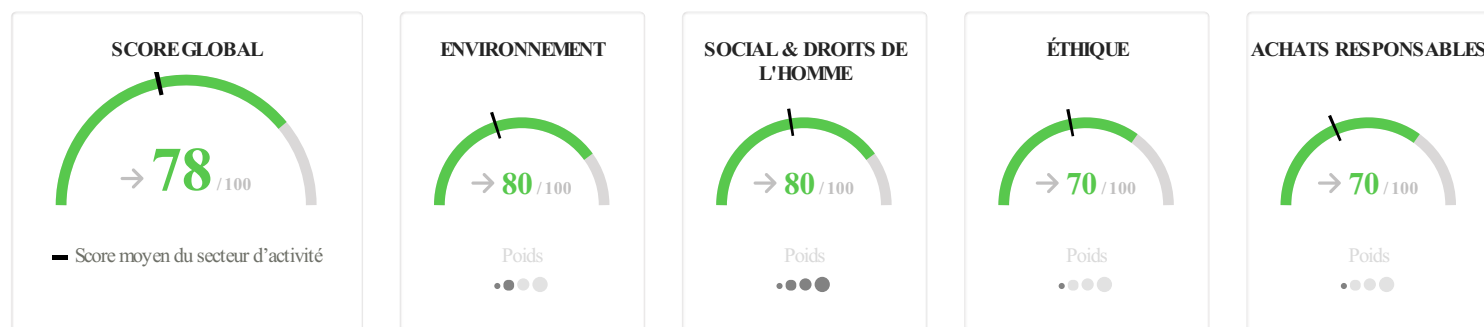 SCORE GLOBAL
78 / 100
Score moyen du secteur d’activité
ENVIRONNEMENT
80 / 100
Poids
SOCIAL & DROITS DE
L'HOMME
80 / 100
Poids
ÉTHIQUE
70 / 100
Poids
ACHATS RESPONSABLES
70 / 100
Poids